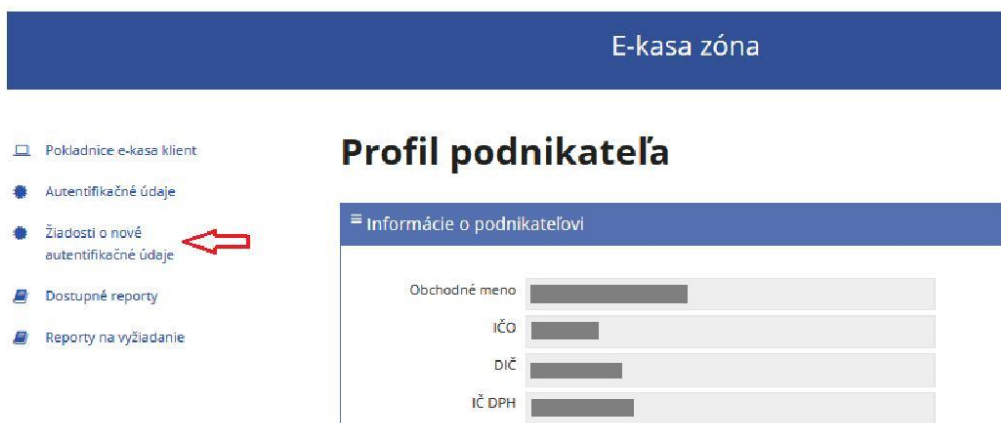 E-kasa zóna
Pokladnice e-kasa klient
Autentifikačné údaje
Žiadosti o nové
autentifikačné údaje
Dostupné reporty
Reporty na vyžiadanie
Profil podnikateľa
Informácie o podnikateľovi
Obchodné meno
IČO
DIČ
IČ DPH